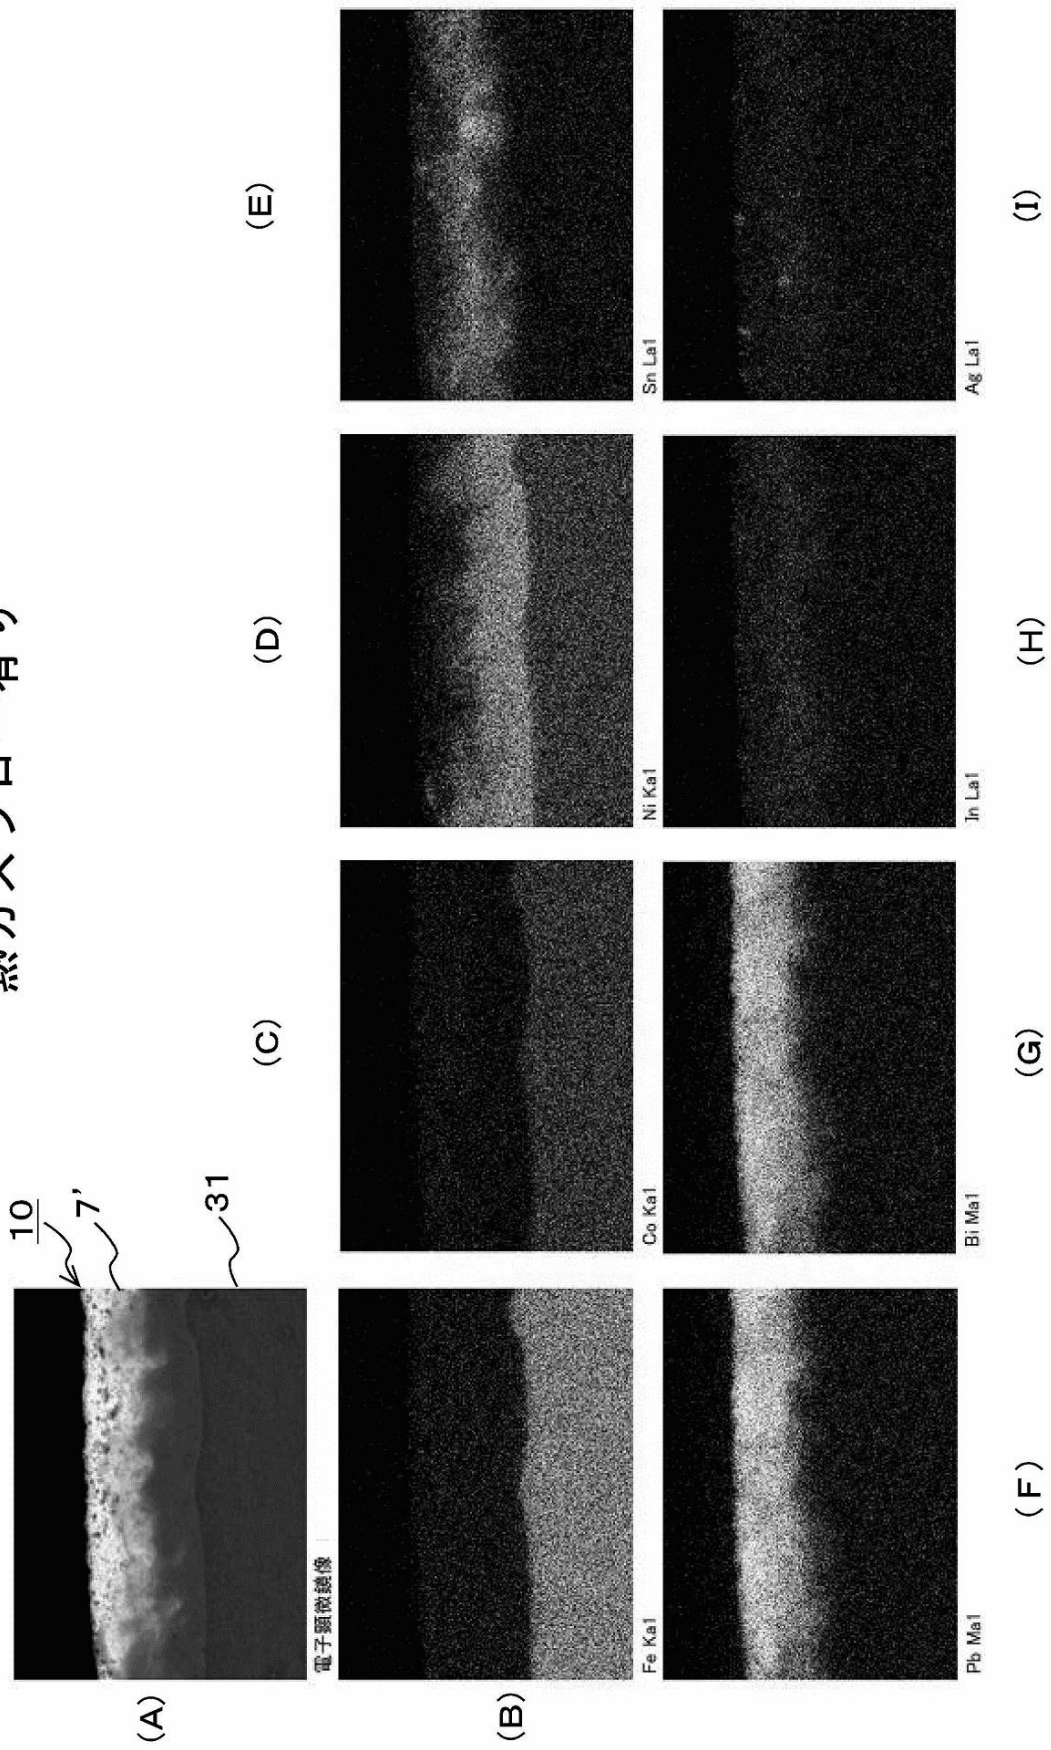 (A)
10
7'
31
電子顕微鏡像
(B)
(C)
(D)
(E)
Fe Ka1
Co Ka1
Ni Ka1
Sn La1
Pb Ma1
Bi Ma1
In La1
Ag La1
(F)
(G)
(H)
(I)